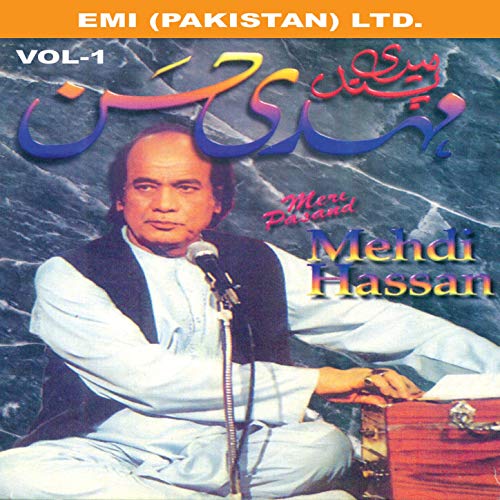 EMI (PAKISTAN) LTD.
VOL-1
میری
پسند
مہدی حسن
Meri
Pasand
Mehdi
Hassan